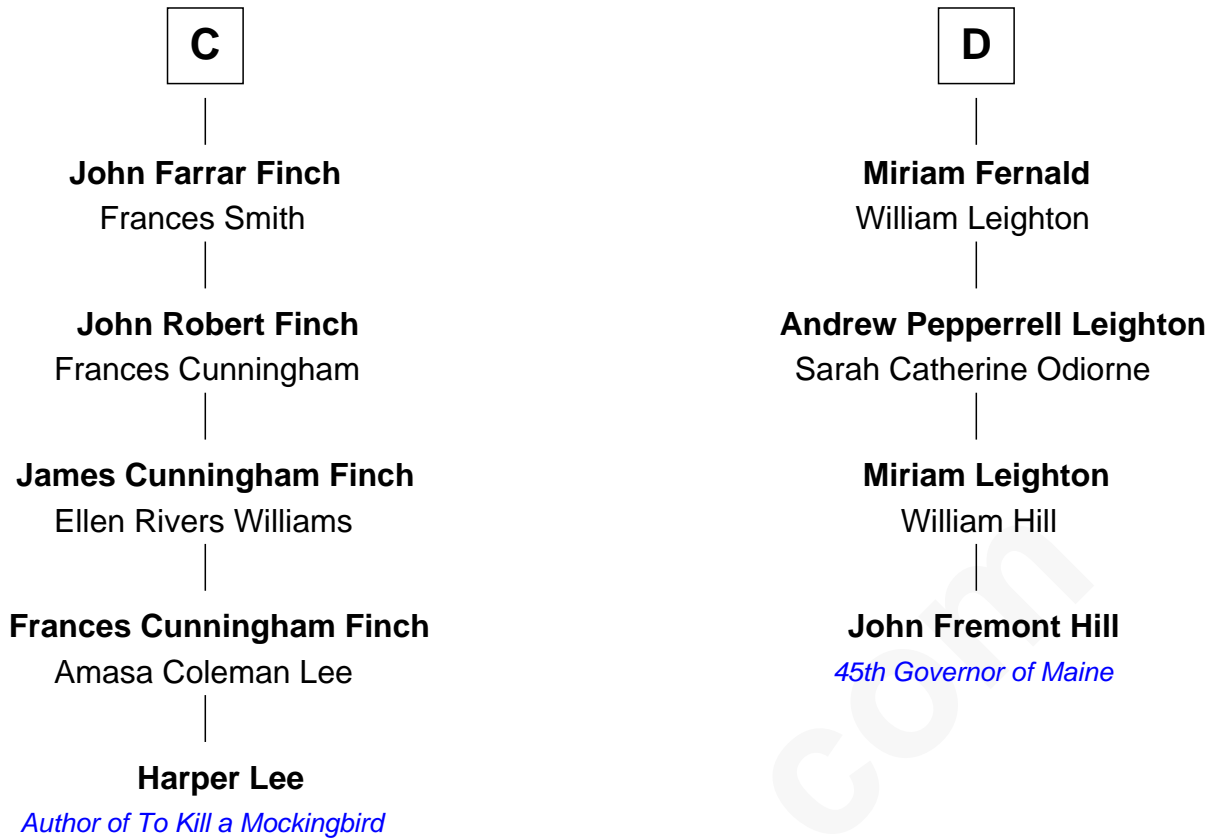 C
John Farrar Finch
Frances Smith
John Robert Finch
Frances Cunningham
James Cunningham Finch
Ellen Rivers Williams
Frances Cunningham Finch
Amasa Coleman Lee
Harper Lee
Author of To Kill a Mockingbird
D
Miriam Fernald
William Leighton
Andrew Pepperrell Leighton
Sarah Catherine Odiorne
Miriam Leighton
William Hill
John Fremont Hill
45th Governor of Maine
com